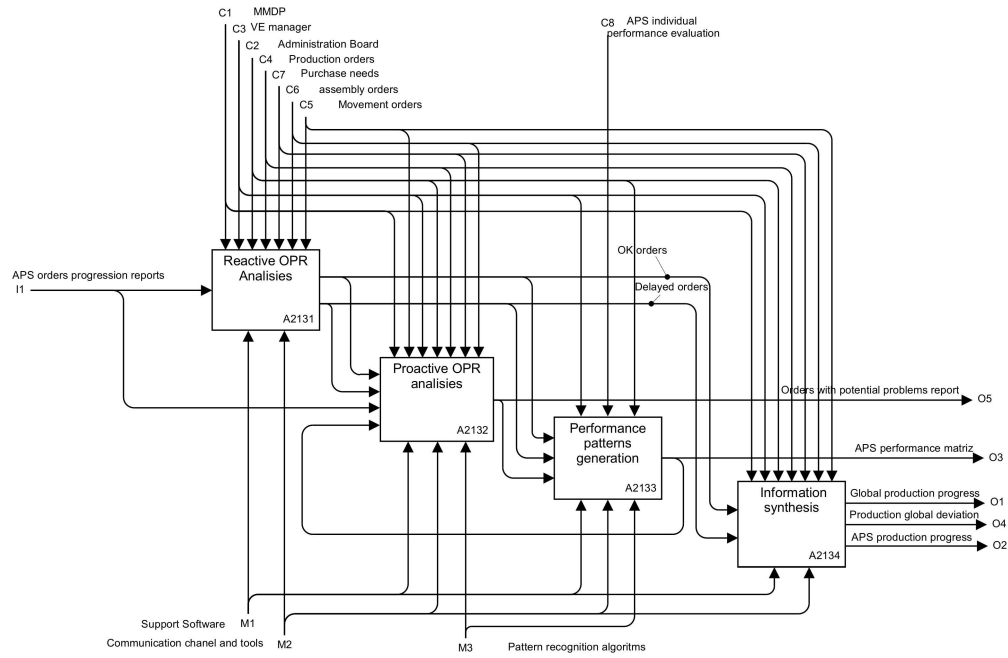 C1 MMDP
C3 VE manager
C2 Administration Board
C4 Production orders
C7 Purchase needs
C6 assembly orders
C5 Movement orders
C8 APS individual
performance evaluation
Reactive OPR
Analisies
A2131
APS orders progression reports
I1
OK orders
Delayed orders
Proactive OPR
analisies
A2132
Orders with potential problems report
O5
Performance
patterns
generation
A2133
APS performance matriz
O3
Information
synthesis
A2134
Global production progress
O1
Production global deviation
O4
APS production progress
O2
Support Software M1
Communication chanel and tools M2
M3 Pattern recognition algoritms